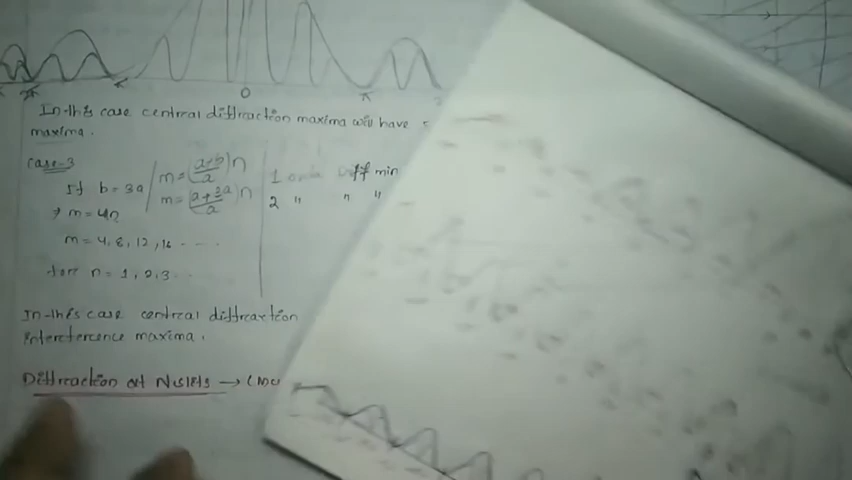 0
π
In this case central diffraction maxima will have
maxima.
Case-3
If b = 3a
m = (a+b/a) n
m = (a+3a/a) n
⇒ m = 4n
m = 4, 8, 12, 16 ....
for n = 1, 2, 3 ..
1 order Diff min
2 " " "
In this case central diffraction
interference maxima.
Diffraction at N slits →